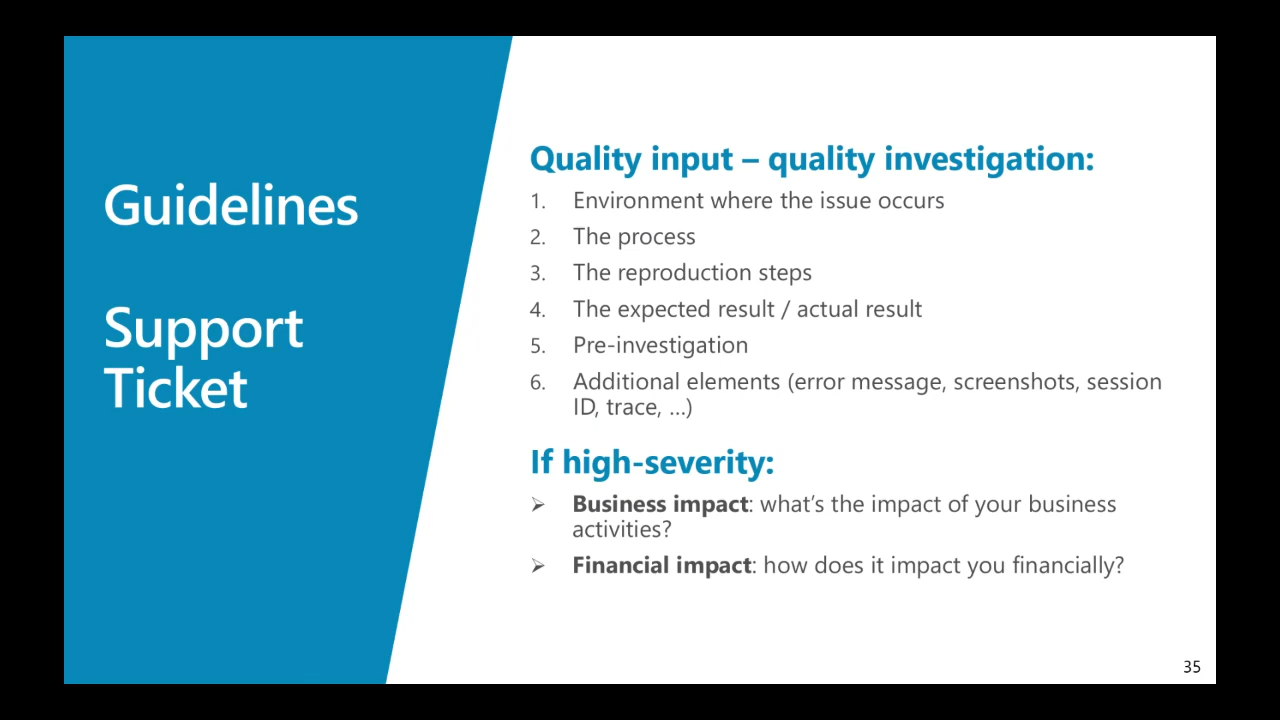 Guidelines
Support
Ticket
Quality input – quality investigation:
1. Environment where the issue occurs
2. The process
3. The reproduction steps
4. The expected result / actual result
5. Pre-investigation
6. Additional elements (error message, screenshots, session
ID, trace, ...)
If high-severity:
➢ Business impact: what’s the impact of your business
activities?
➢ Financial impact: how does it impact you financially?
35